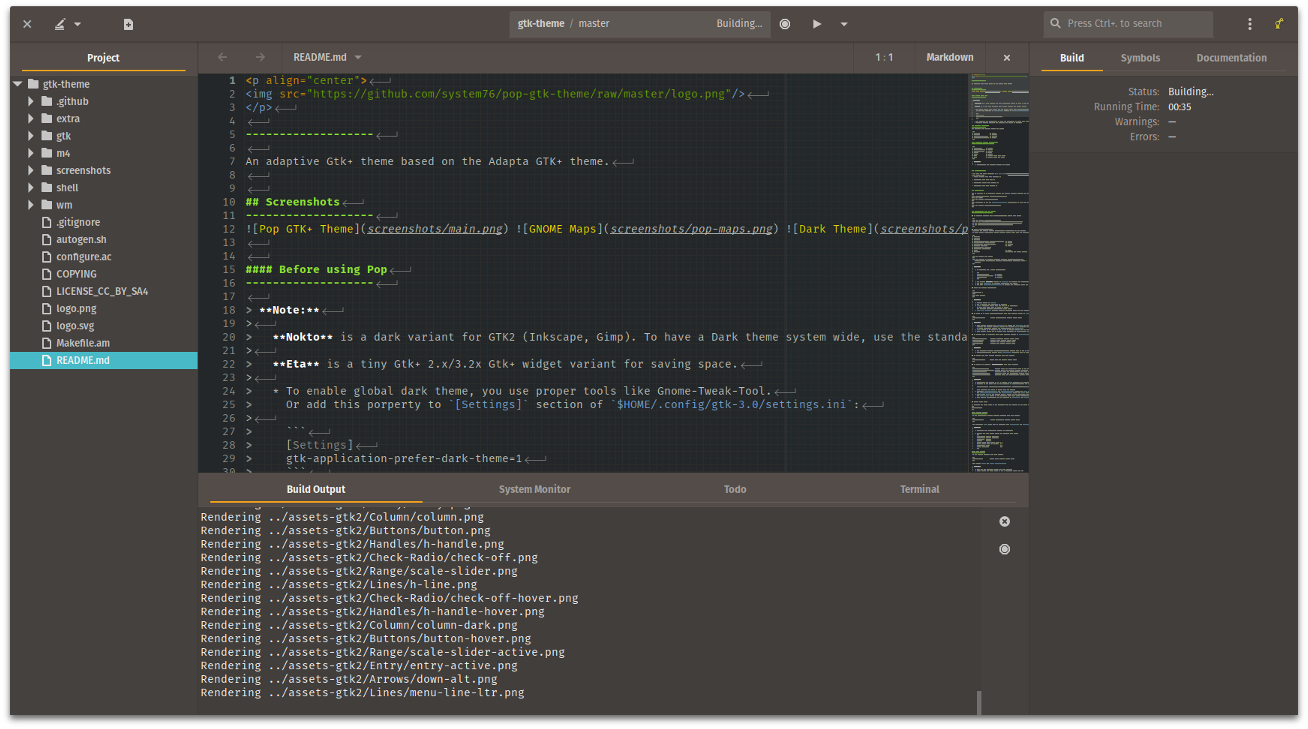 gtk-theme / master Building...
Press Ctrl+. to search
Project
gtk-theme
.github
extra
gtk
m4
screenshots
shell
wm
.gitignore
autogen.sh
configure.ac
COPYING
LICENSE_CC_BY_SA4
logo.png
logo.svg
Makefile.am
README.md
README.md 1 : 1 Markdown
1 <p align="center">
2 <img src="https://github.com/system76/pop-gtk-theme/raw/master/logo.png"/>
3 </p>
4
5 -------------------
6
7 An adaptive Gtk+ theme based on the Adapta GTK+ theme.
8
9
10 ## Screenshots
11 -------------------
12 ![Pop GTK+ Theme](screenshots/main.png) ![GNOME Maps](screenshots/pop-maps.png) ![Dark Theme](screenshots/p
13
14
15 #### Before using Pop
16 -------------------
17
18 > **Note:**
19 >
20 > **Nokto** is a dark variant for GTK2 (Inkscape, Gimp). To have a Dark theme system wide, use the standa
21 >
22 > **Eta** is a tiny Gtk+ 2.x/3.2x Gtk+ widget variant for saving space.
23 >
24 > * To enable global dark theme, you use proper tools like Gnome-Tweak-Tool.
25 > Or add this porperty to `[Settings]` section of `$HOME/.config/gtk-3.0/settings.ini`:
26 >
27 > ```
28 > [Settings]
29 > gtk-application-prefer-dark-theme=1
30 > ```
Build Output System Monitor Todo Terminal
Rendering ../assets-gtk2/Column/column.png
Rendering ../assets-gtk2/Buttons/button.png
Rendering ../assets-gtk2/Handles/h-handle.png
Rendering ../assets-gtk2/Check-Radio/check-off.png
Rendering ../assets-gtk2/Range/scale-slider.png
Rendering ../assets-gtk2/Lines/h-line.png
Rendering ../assets-gtk2/Check-Radio/check-off-hover.png
Rendering ../assets-gtk2/Handles/h-handle-hover.png
Rendering ../assets-gtk2/Column/column-dark.png
Rendering ../assets-gtk2/Buttons/button-hover.png
Rendering ../assets-gtk2/Range/scale-slider-active.png
Rendering ../assets-gtk2/Entry/entry-active.png
Rendering ../assets-gtk2/Arrows/down-alt.png
Rendering ../assets-gtk2/Lines/menu-line-ltr.png
Build Symbols Documentation
Status: Building...
Running Time: 00:35
Warnings: —
Errors: —